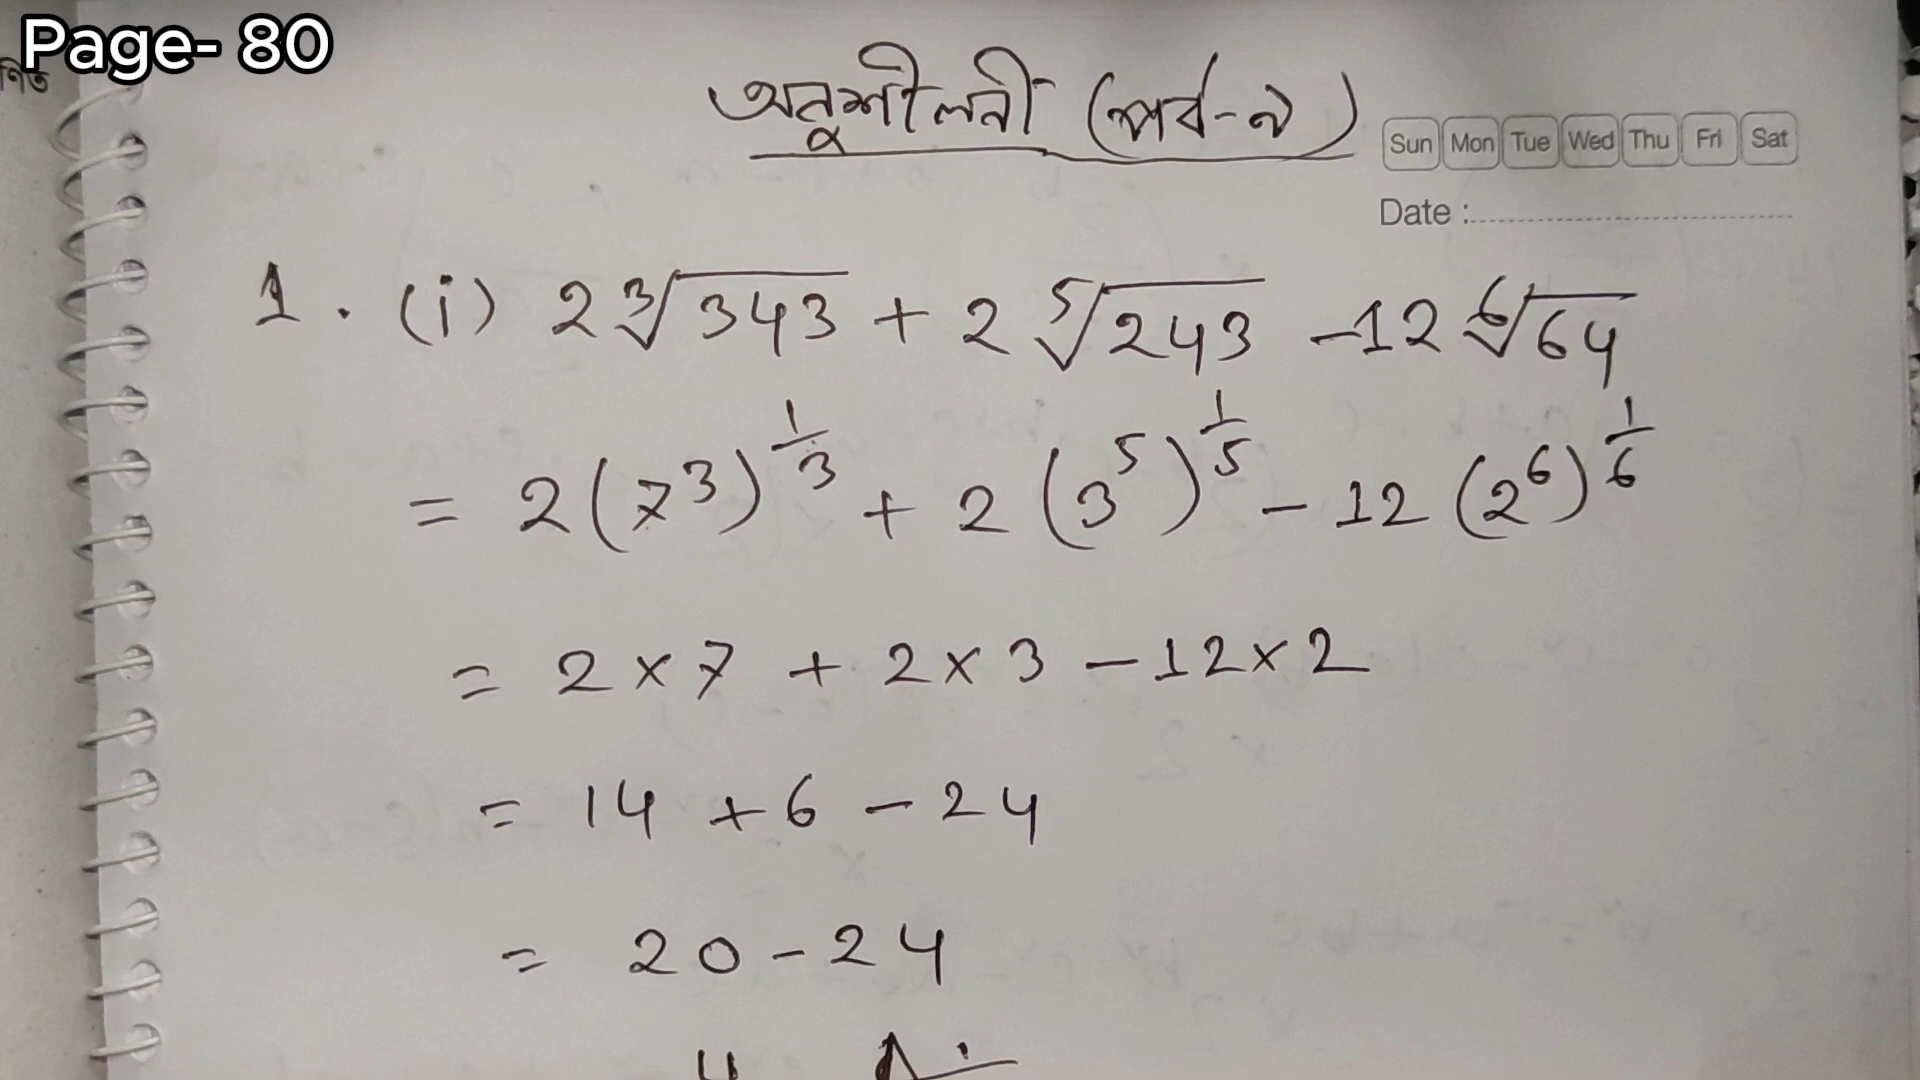 Page- 80
ণিত
অনুশীলনী (পর্ব-৯)
Sun Mon Tue Wed Thu Fri Sat
Date :
1. (i) 2∛343 + 2 ⁵√243 -12 ⁶√64
= 2(7³)^(1/3) + 2(3⁵)^(1/5) - 12(2⁶)^(1/6)
= 2 × 7 + 2 × 3 - 12 × 2
= 14 + 6 - 24
= 20 - 24